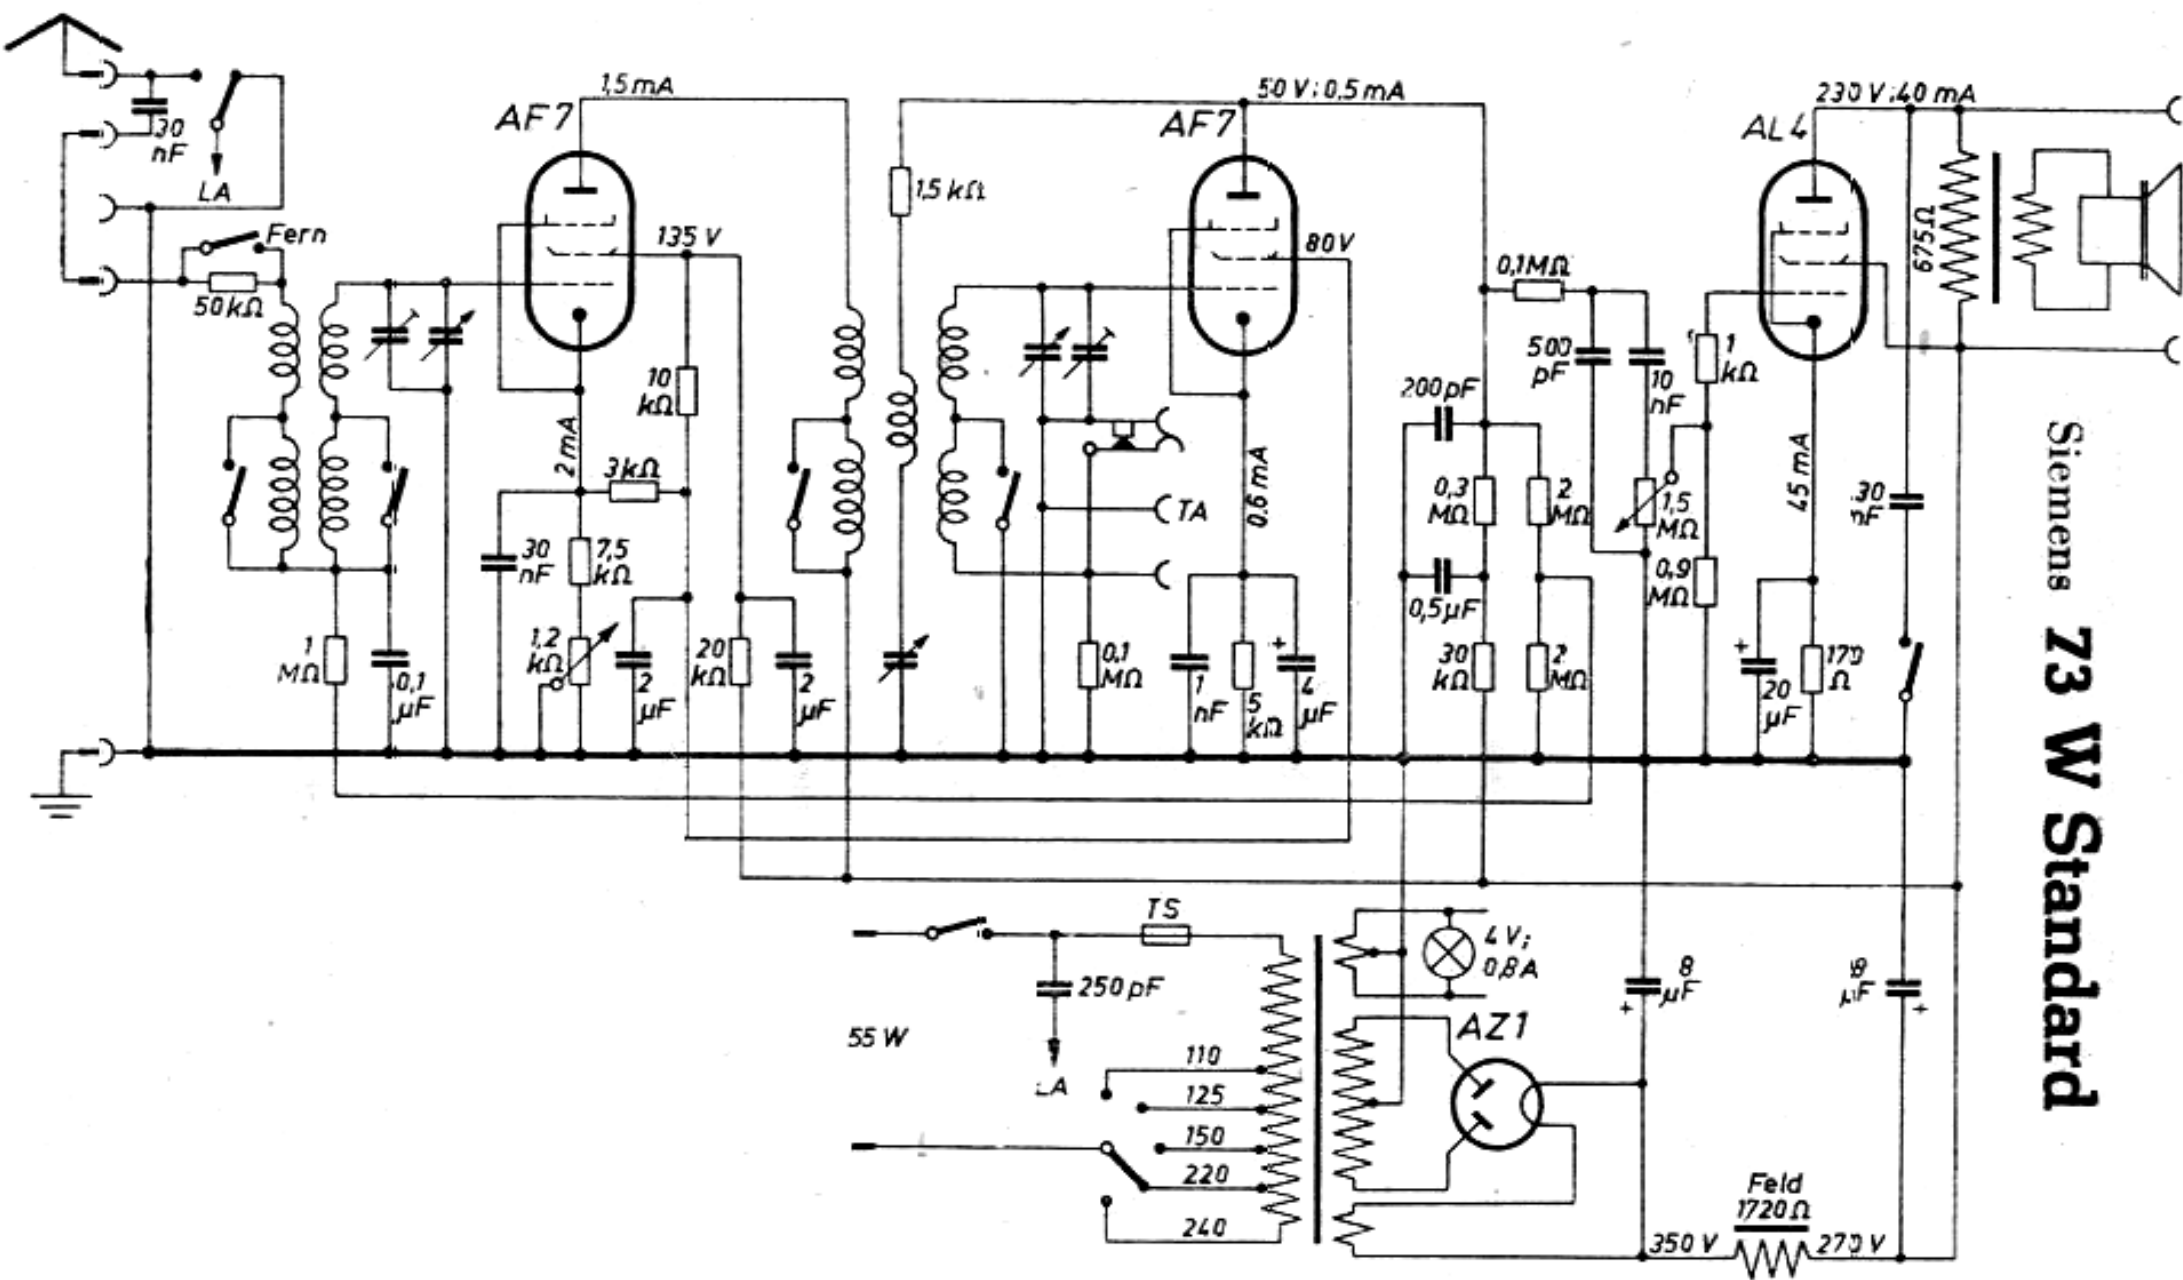 1,5 mA
50 V; 0,5 mA
230 V; 40 mA
AF7
AF7
AL4
30 nF
LA
Fern
50 kΩ
135 V
1,5 kΩ
80 V
0,1 MΩ
675 Ω
500 pF
10 nF
1 kΩ
200 pF
10 kΩ
2 mA
3 kΩ
0,6 mA
TA
0,3 MΩ
2 MΩ
1,5 MΩ
45 mA
30 nF
30 nF
7,5 kΩ
0,5 µF
0,9 MΩ
1 MΩ
0,1 µF
1,2 kΩ
2 µF
20 kΩ
2 µF
0,1 MΩ
1 nF
5 kΩ
+
4 µF
30 kΩ
2 MΩ
+
20 µF
170 Ω
Siemens 73 W Standard
TS
4 V; 0,8 A
250 pF
8 µF
+
8 µF
+
55 W
LA
AZ1
110
125
150
220
240
Feld
1720 Ω
350 V
270 V